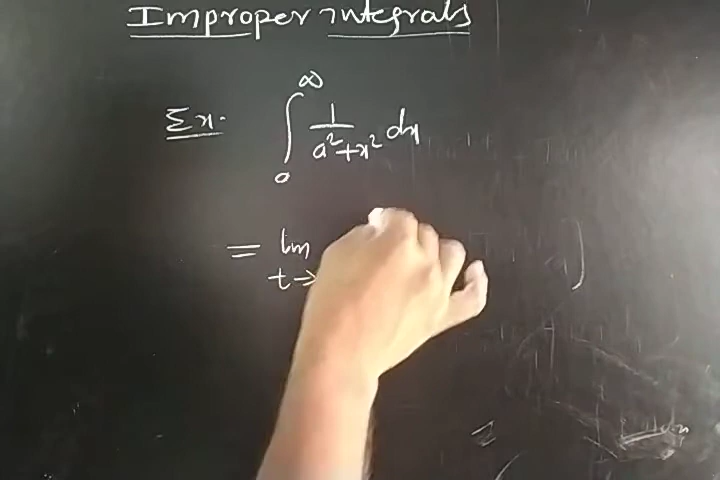 Improper integrals
Ex. ∫₀^∞ 1/(a²+x²) dx
= lim t→